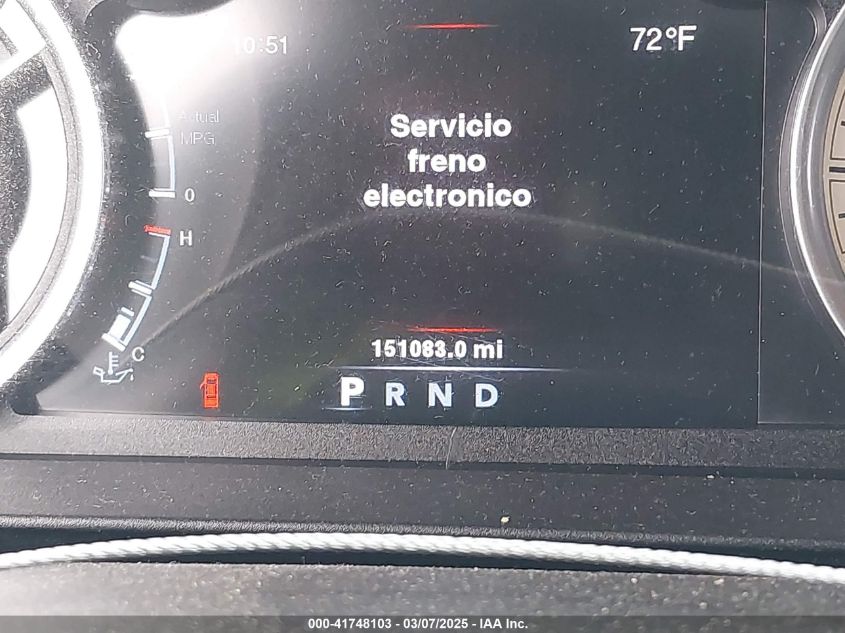 10:51
72°F
Actual
MPG
0
H
C
Servicio
freno
electronico
151083.0 mi
P R N D
000-41748103 - 03/07/2025 - IAA Inc.